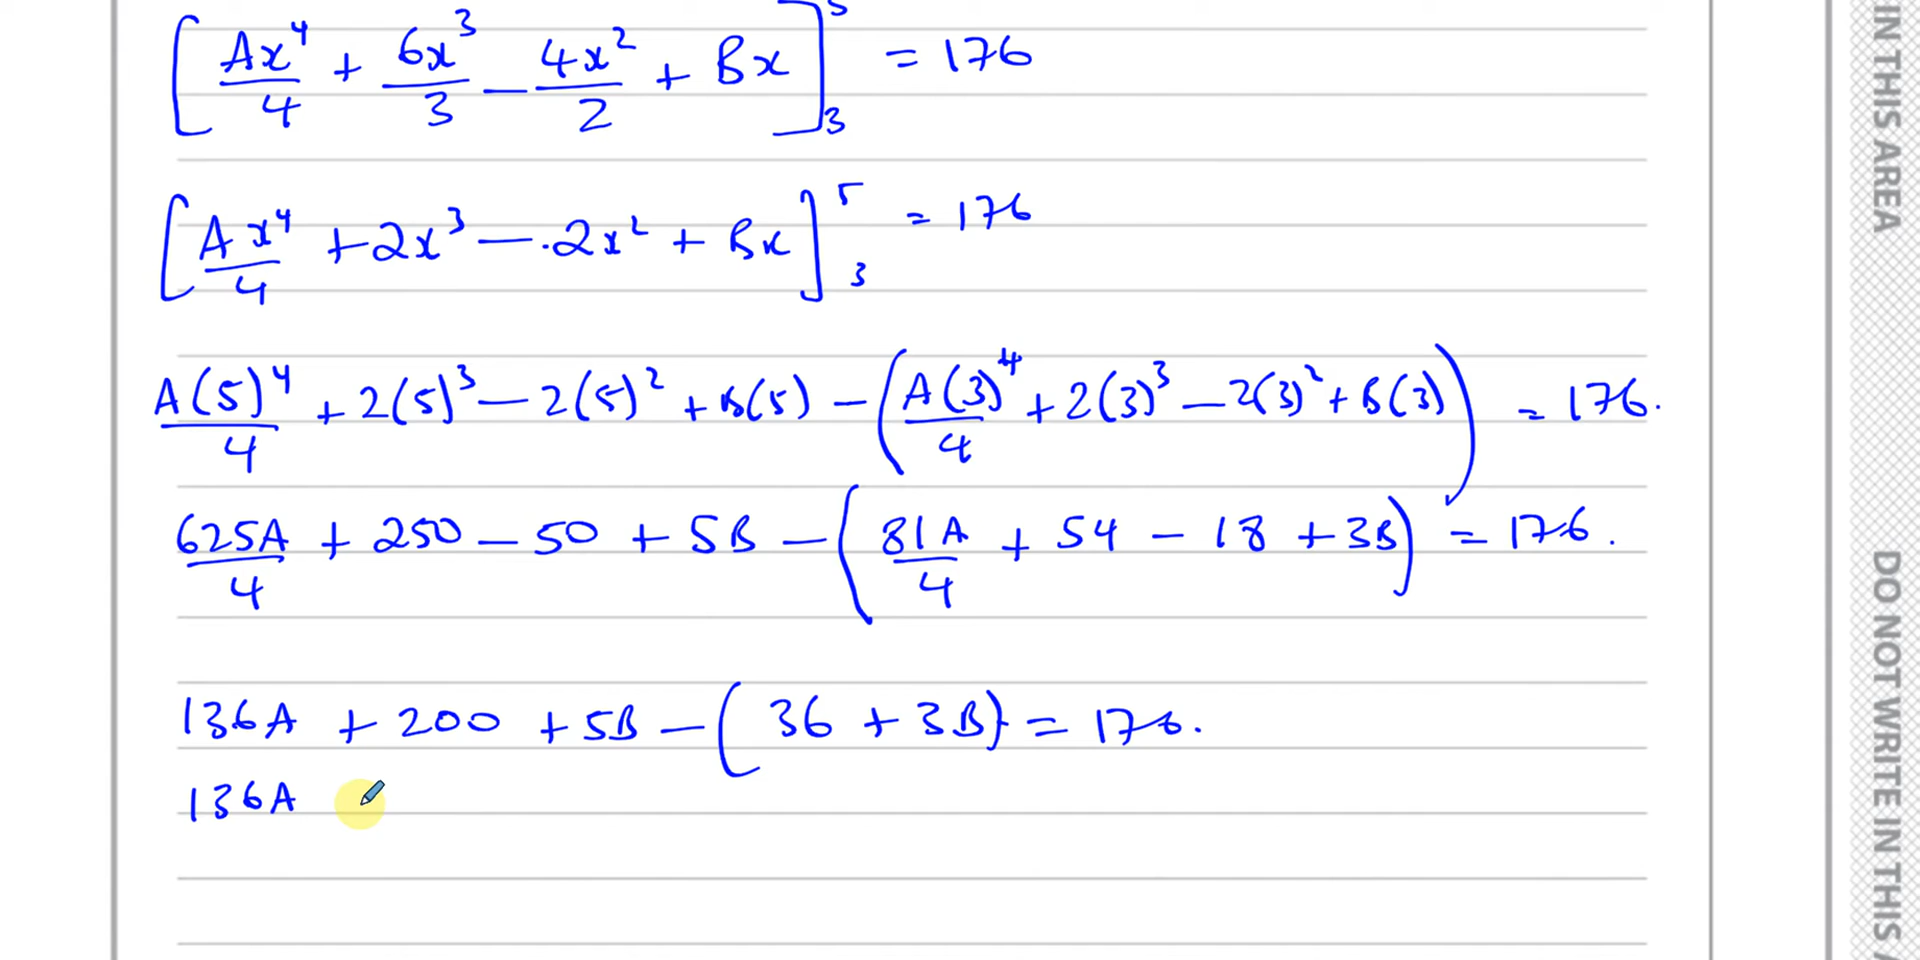 [Ax⁴/4 + 6x³/3 − 4x²/2 + Bx]₃⁵ = 176
[Ax⁴/4 + 2x³ − .2x² + Bx]₃⁵ = 176
A(5)⁴/4 + 2(5)³ − 2(5)² + B(5) − (A(3)⁴/4 + 2(3)³ − 2(3)² + B(3)) = 176.
625A/4 + 250 − 50 + 5B − (81A/4 + 54 − 18 + 3B) = 176.
136A + 200 + 5B − (36 + 3B) = 176.
136A
IN THIS AREA
DO NOT WRITE IN THIS